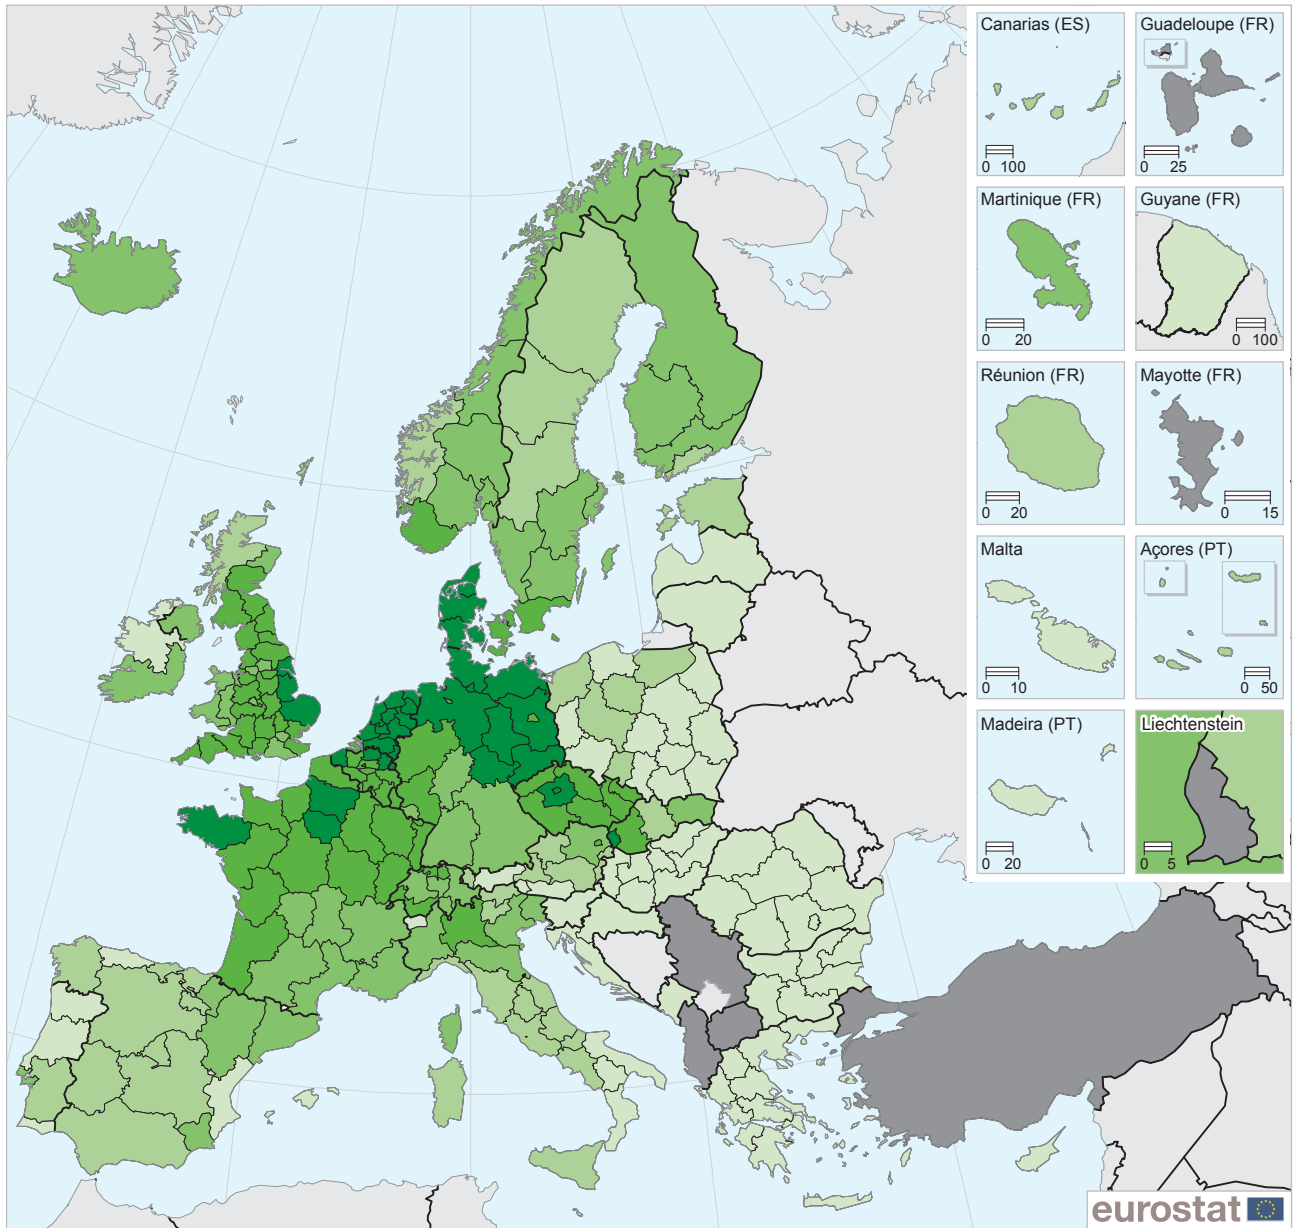 Canarias (ES)
0 100
Guadeloupe (FR)
0 25
Martinique (FR)
0 20
Guyane (FR)
0 100
Réunion (FR)
0 20
Mayotte (FR)
0 15
Malta
0 10
Açores (PT)
0 50
Madeira (PT)
0 20
Liechtenstein
0 5
eurostat